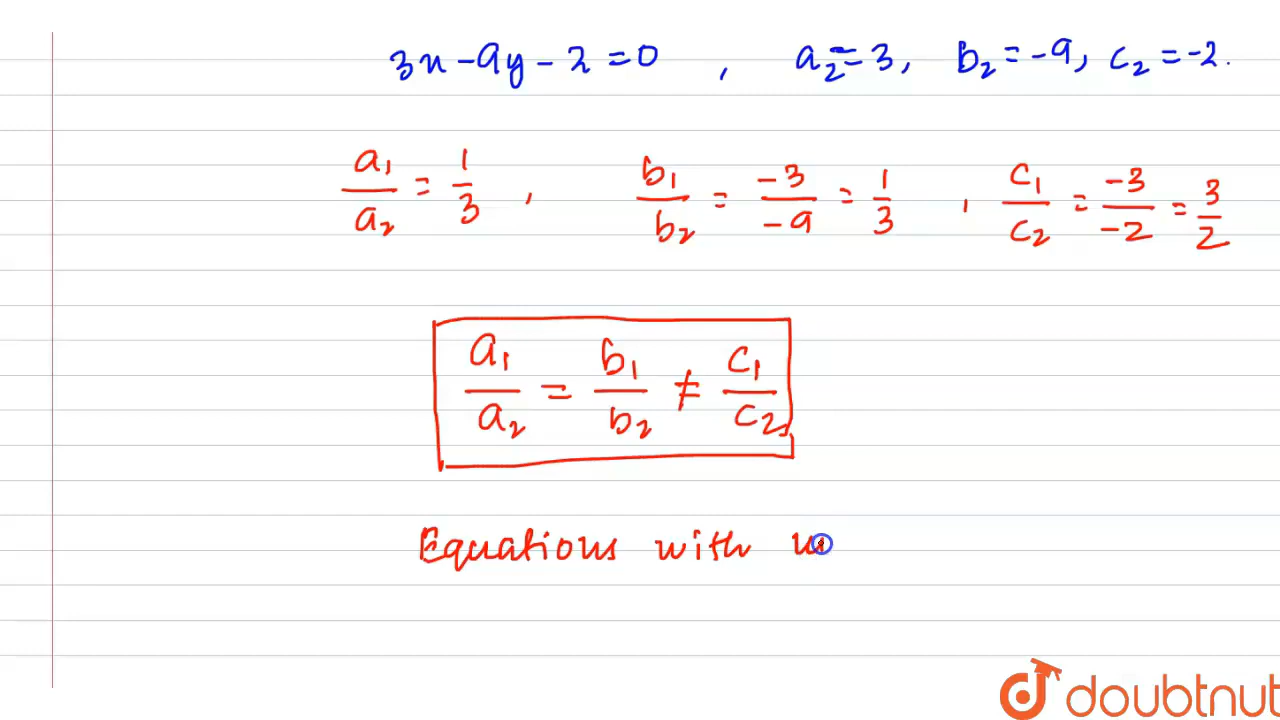 3x-9y-2=0 , a₂=3, b₂=-9, c₂=-2.
a₁/a₂ = 1/3 , b₁/b₂ = -3/-9 = 1/3 , c₁/c₂ = -3/-2 = 3/2
a₁/a₂ = b₁/b₂ ≠ c₁/c₂
Equations with
doubtnut